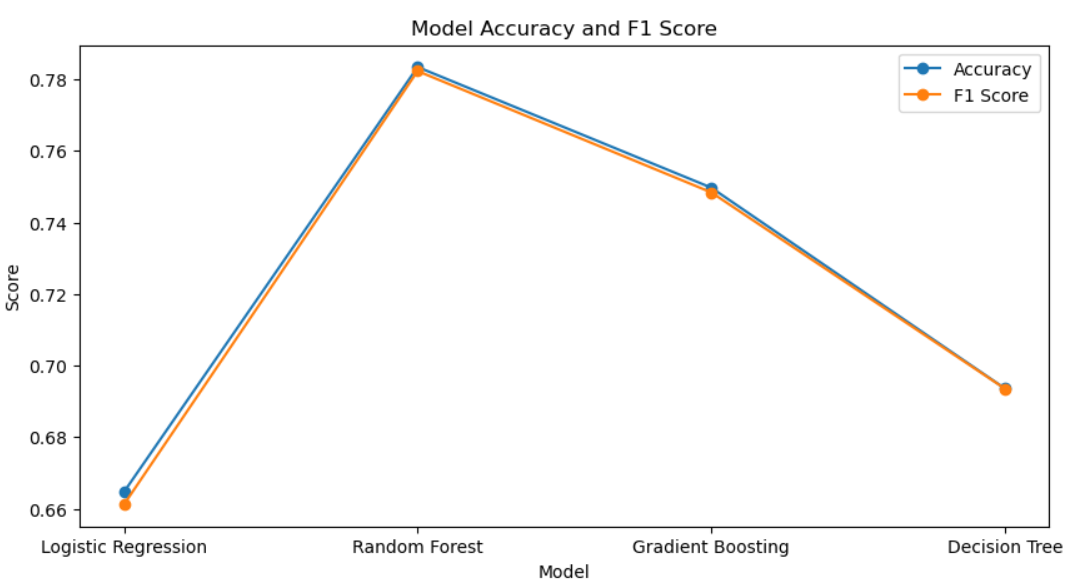 Model Accuracy and F1 Score
Accuracy
F1 Score
Score
0.78
0.76
0.74
0.72
0.70
0.68
0.66
Logistic Regression
Random Forest
Gradient Boosting
Decision Tree
Model